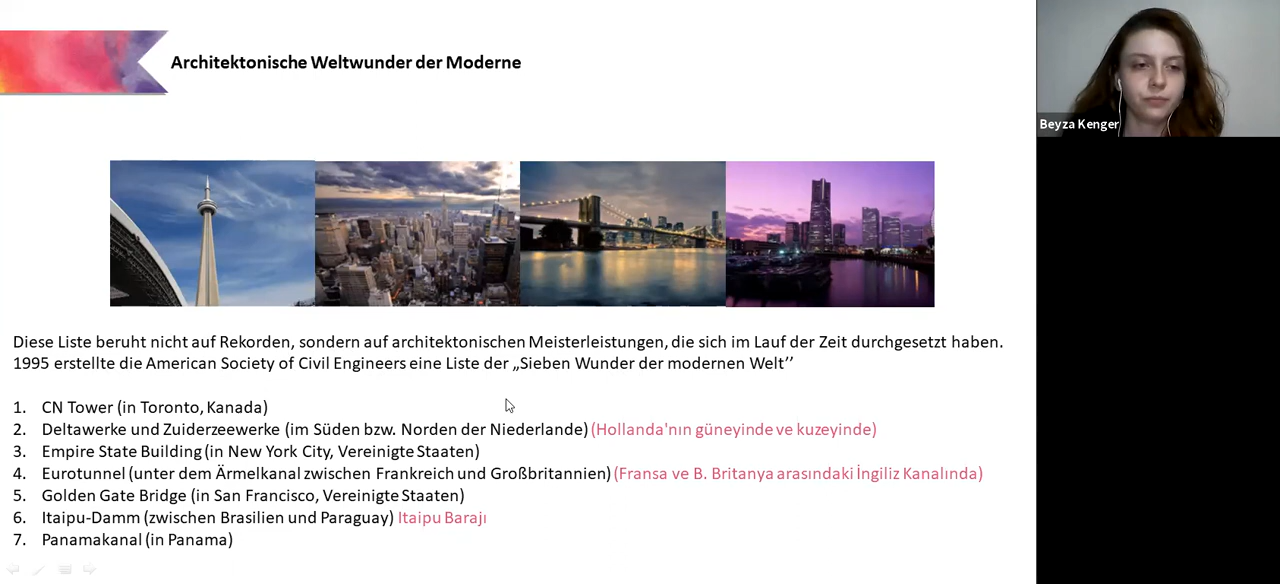 Architektonische Weltwunder der Moderne
Beyza Kenger
Diese Liste beruht nicht auf Rekorden, sondern auf architektonischen Meisterleistungen, die sich im Lauf der Zeit durchgesetzt haben.
1995 erstellte die American Society of Civil Engineers eine Liste der „Sieben Wunder der modernen Welt’’
1. CN Tower (in Toronto, Kanada)
2. Deltawerke und Zuiderzeewerke (im Süden bzw. Norden der Niederlande) (Hollanda'nın güneyinde ve kuzeyinde)
3. Empire State Building (in New York City, Vereinigte Staaten)
4. Eurotunnel (unter dem Ärmelkanal zwischen Frankreich und Großbritannien) (Fransa ve B. Britanya arasındaki İngiliz Kanalında)
5. Golden Gate Bridge (in San Francisco, Vereinigte Staaten)
6. Itaipu-Damm (zwischen Brasilien und Paraguay) Itaipu Barajı
7. Panamakanal (in Panama)